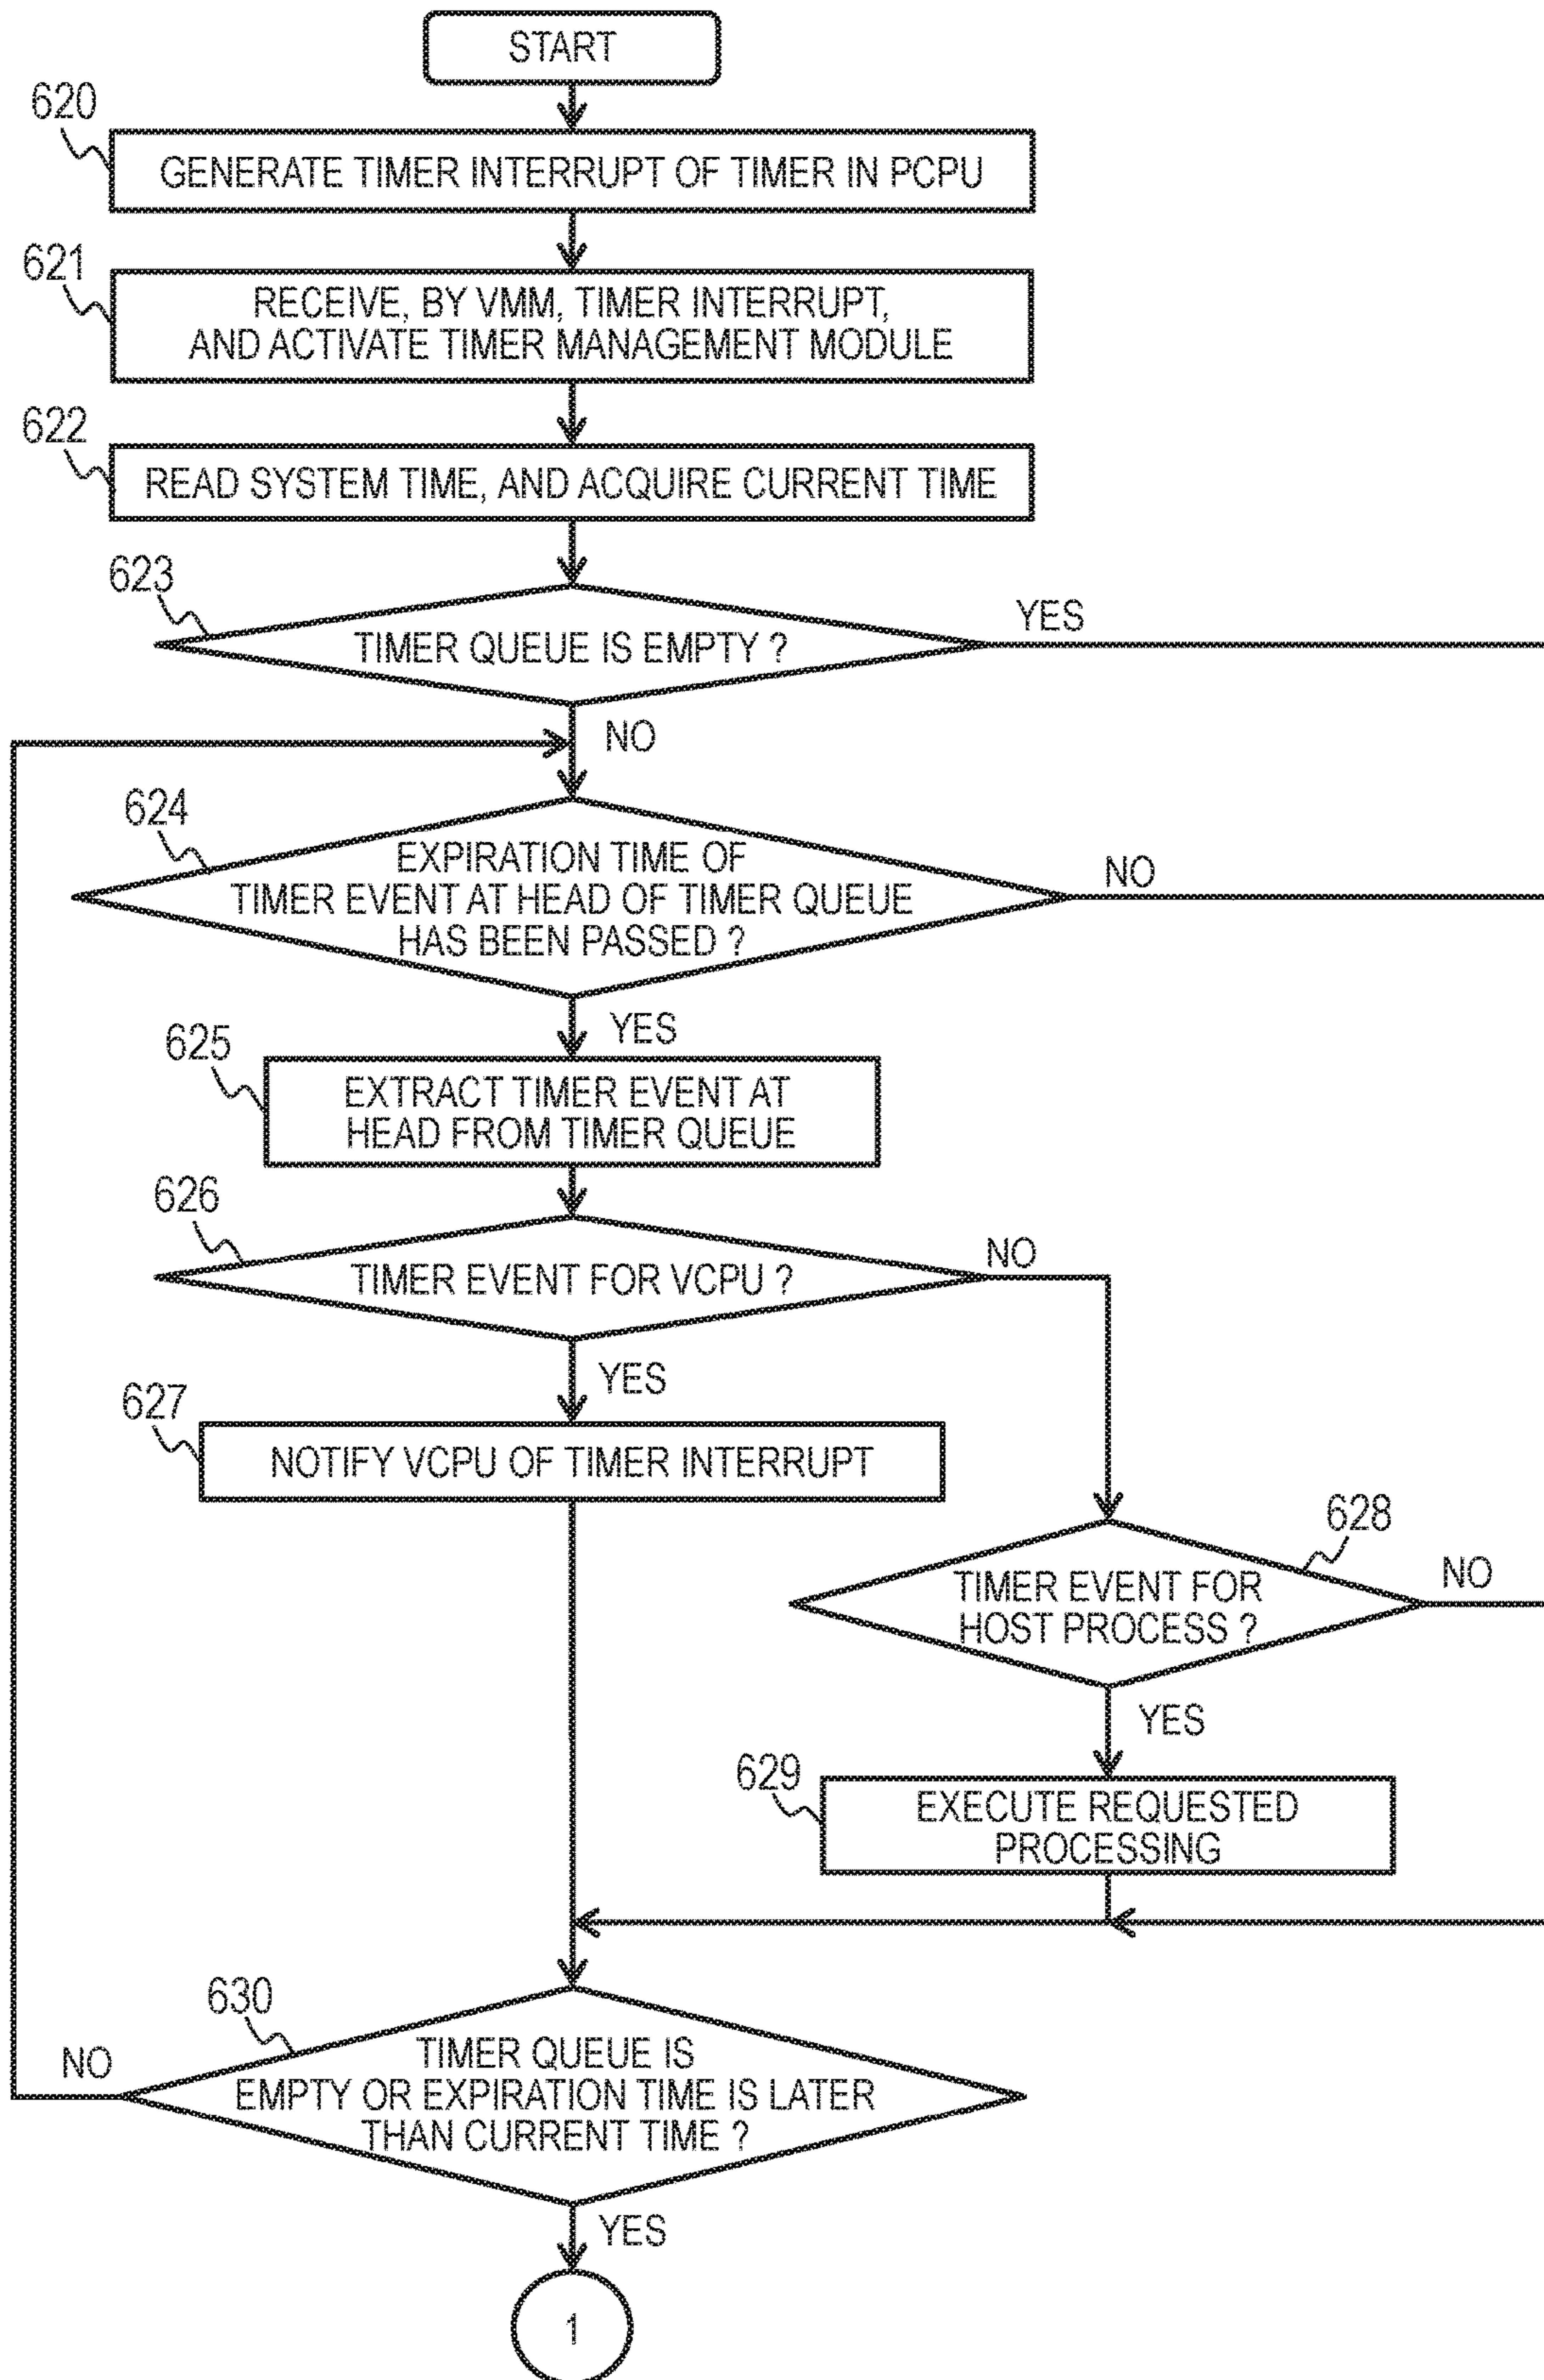 START
620
GENERATE TIMER INTERRUPT OF TIMER IN PCPU
621
RECEIVE, BY VMM, TIMER INTERRUPT,
AND ACTIVATE TIMER MANAGEMENT MODULE
622
READ SYSTEM TIME, AND ACQUIRE CURRENT TIME
623
TIMER QUEUE IS EMPTY ?
YES
NO
624
EXPIRATION TIME OF
TIMER EVENT AT HEAD OF TIMER QUEUE
HAS BEEN PASSED ?
NO
YES
625
EXTRACT TIMER EVENT AT
HEAD FROM TIMER QUEUE
626
TIMER EVENT FOR VCPU ?
NO
YES
627
NOTIFY VCPU OF TIMER INTERRUPT
628
TIMER EVENT FOR
HOST PROCESS ?
NO
YES
629
EXECUTE REQUESTED
PROCESSING
630
TIMER QUEUE IS
EMPTY OR EXPIRATION TIME IS LATER
THAN CURRENT TIME ?
NO
YES
1